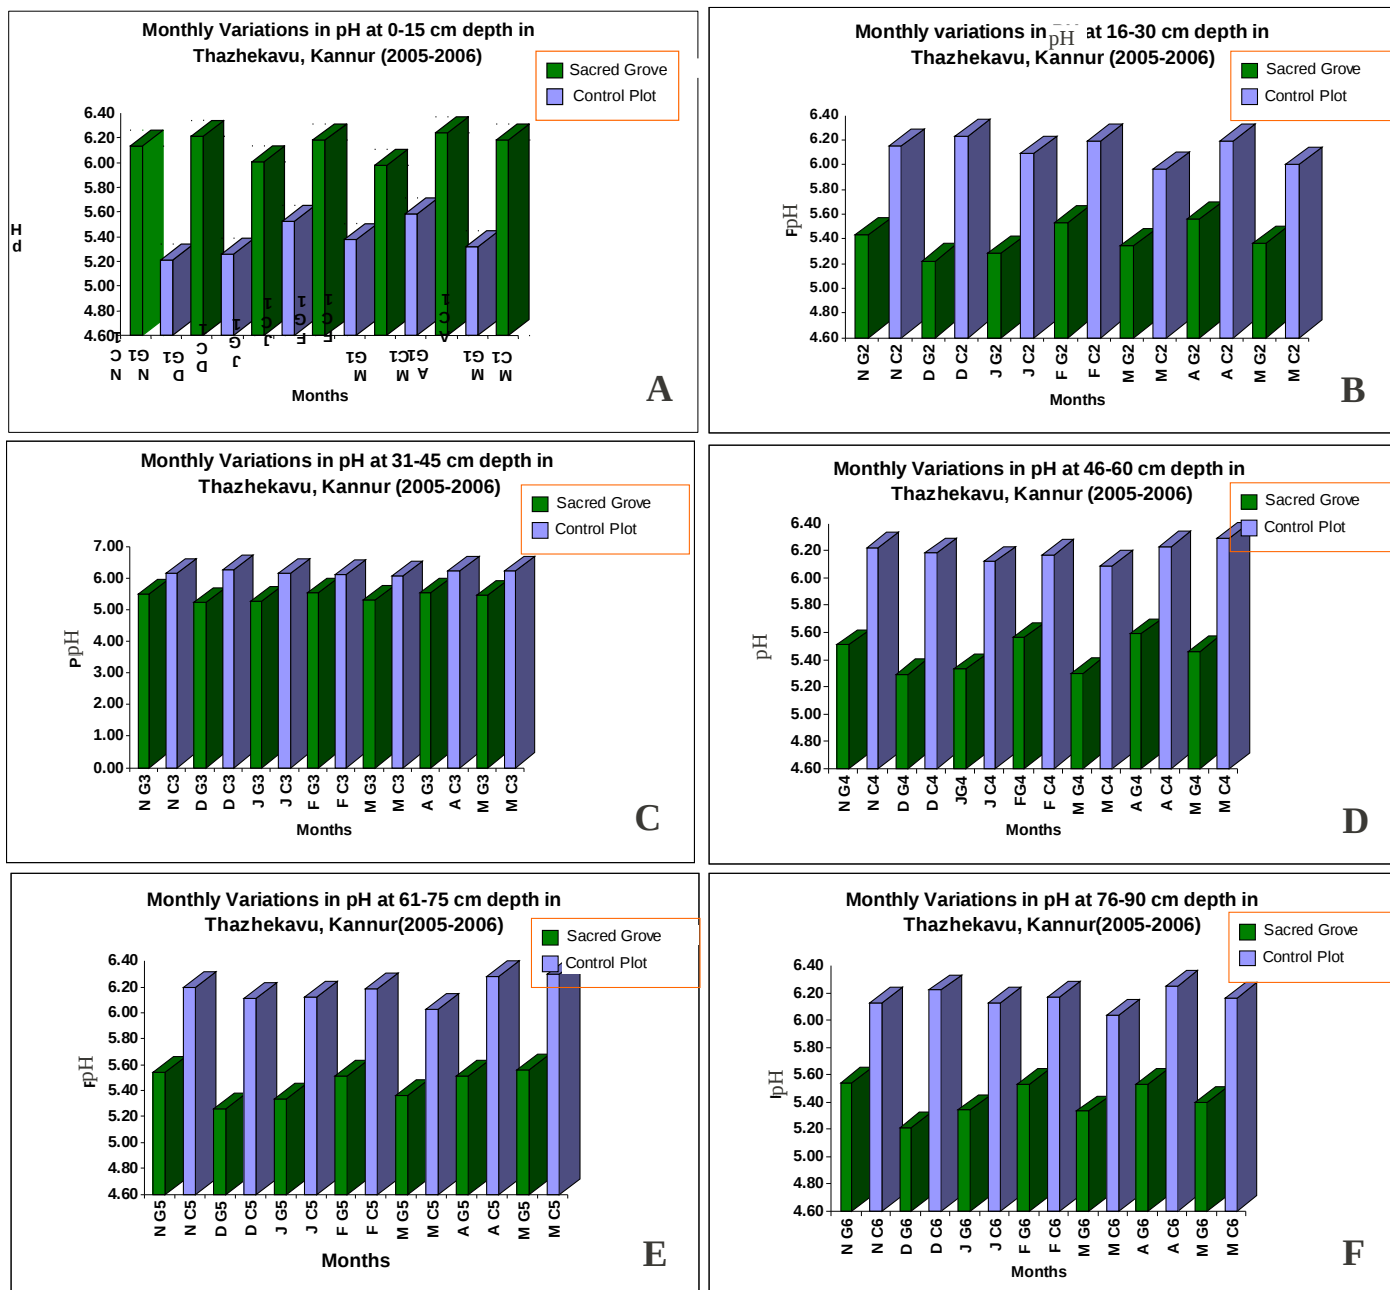 Monthly Variations in pH at 0-15 cm depth in
Thazhekavu, Kannur (2005-2006)
Sacred Grove
Control Plot
6.40
6.20
6.00
5.80
5.60
5.40
5.20
5.00
4.80
4.60
pH
N C1
N G1
D G1
D C1
J G1
J C1
F G1
F C1
M G1
M C1
A G1
A C1
M G1
M C1
Months
A
Monthly variations in pH at 16-30 cm depth in
Thazhekavu, Kannur (2005-2006)
Sacred Grove
Control Plot
6.40
6.20
6.00
5.80
5.60
5.40
5.20
5.00
4.80
4.60
pH
N G2
N C2
D G2
D C2
J G2
J C2
F G2
F C2
M G2
M C2
A G2
A C2
M G2
M C2
Months
B
Monthly Variations in pH at 31-45 cm depth in
Thazhekavu, Kannur (2005-2006)
Sacred Grove
Control Plot
7.00
6.00
5.00
4.00
3.00
2.00
1.00
0.00
pH
N G3
N C3
D G3
D C3
J G3
J C3
F G3
F C3
M G3
M C3
A G3
A C3
M G3
M C3
Months
C
Monthly Variations in pH at 46-60 cm depth in
Thazhekavu, Kannur (2005-2006)
Sacred Grove
Control Plot
6.40
6.20
6.00
5.80
5.60
5.40
5.20
5.00
4.80
4.60
pH
N G4
N C4
D G4
D C4
JG4
J C4
FG4
F C4
M G4
M C4
A G4
A C4
M G4
M C4
Months
D
Monthly Variations in pH at 61-75 cm depth in
Thazhekavu, Kannur(2005-2006)
Sacred Grove
Control Plot
6.40
6.20
6.00
5.80
5.60
5.40
5.20
5.00
4.80
4.60
pH
N G5
N C5
D G5
D C5
J G5
J C5
F G5
F C5
M G5
M C5
A G5
A C5
M G5
M C5
Months
E
Monthly Variations in pH at 76-90 cm depth in
Thazhekavu, Kannur(2005-2006)
Sacred Grove
Control Plot
6.40
6.20
6.00
5.80
5.60
5.40
5.20
5.00
4.80
4.60
pH
N G6
N C6
D G6
D C6
J G6
J C6
F G6
F C6
M G6
M C6
A G6
A C6
M G6
M C6
Months
F